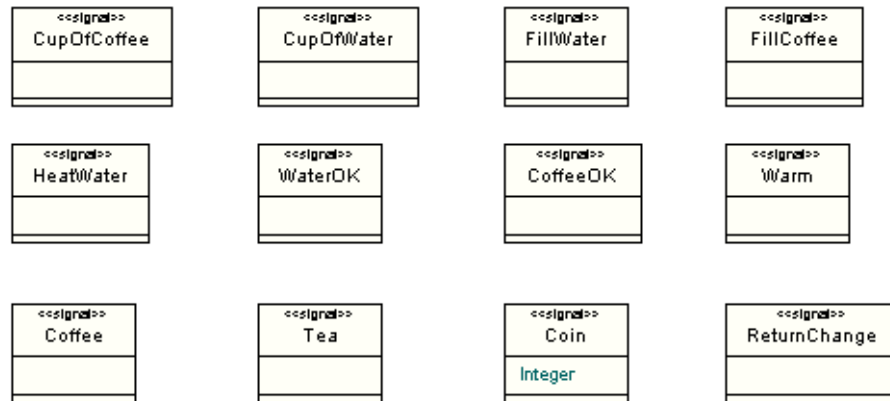 <<signal>> <<signal>> <<signal>> <<signal>>
CupOfCoffee CupOfWater FillWater FillCoffee
<<signal>> <<signal>> <<signal>> <<signal>>
HeatWater WaterOK CoffeeOK Warm
<<signal>> <<signal>> <<signal>> <<signal>>
Coffee Tea Coin ReturnChange
Integer